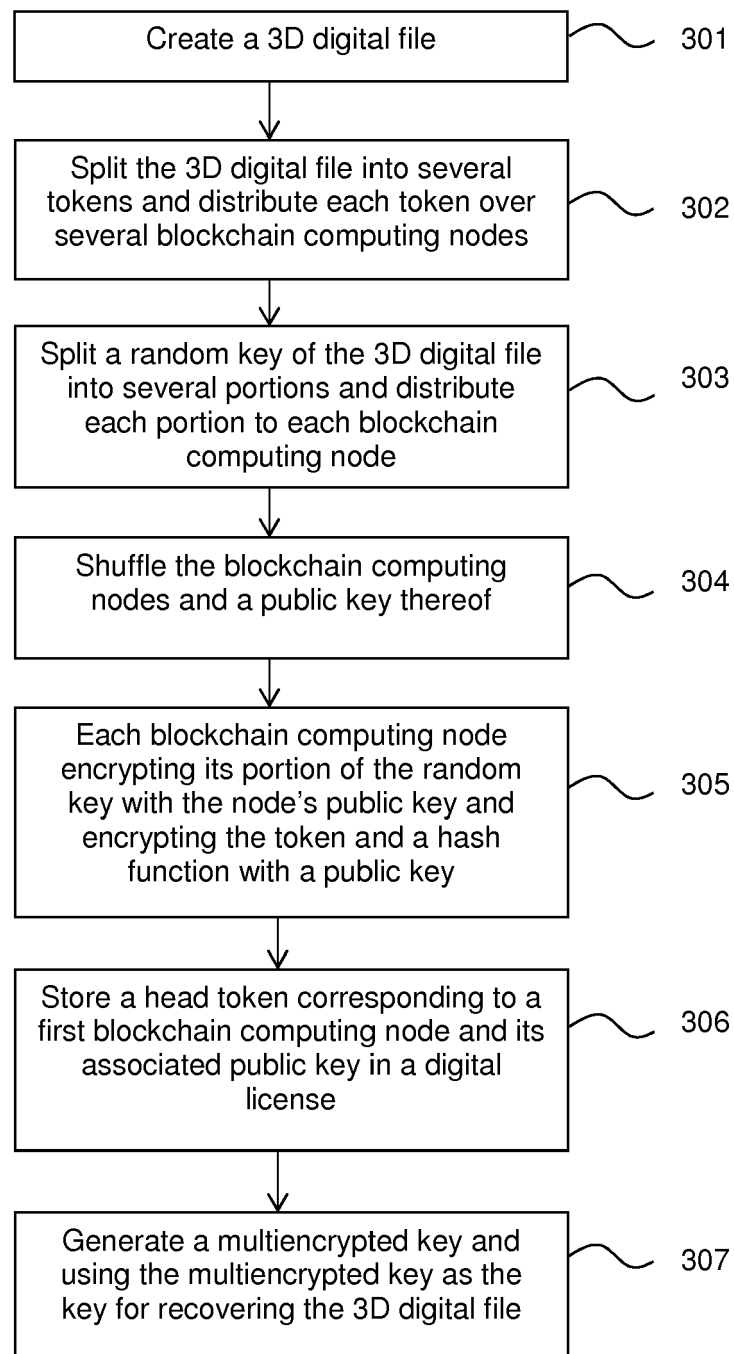 Create a 3D digital file
301
Split the 3D digital file into several
tokens and distribute each token over
several blockchain computing nodes
302
Split a random key of the 3D digital file
into several portions and distribute
each portion to each blockchain
computing node
303
Shuffle the blockchain computing
nodes and a public key thereof
304
Each blockchain computing node
encrypting its portion of the random
key with the node's public key and
encrypting the token and a hash
function with a public key
305
Store a head token corresponding to a
first blockchain computing node and its
associated public key in a digital
license
306
Generate a multiencrypted key and
using the multiencrypted key as the
key for recovering the 3D digital file
307